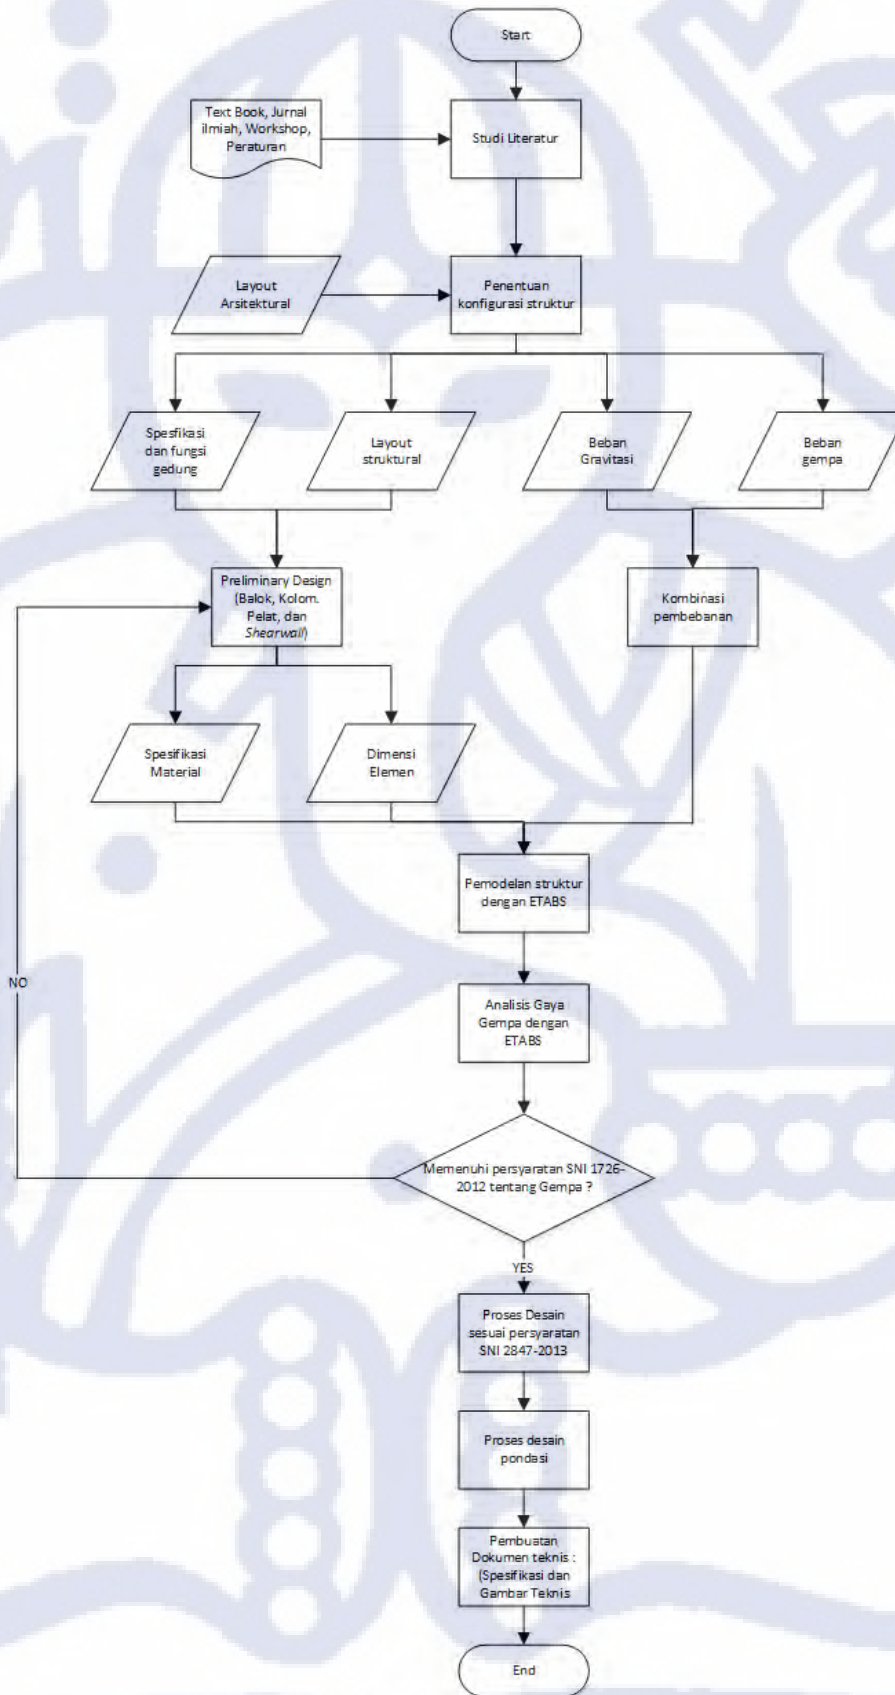 Start
Text Book, Jurnal
ilmiah, Workshop,
Peraturan
Studi Literatur
Layout
Arsitektural
Penentuan
konfigurasi struktur
Spesfikasi
dan fungsi
gedung
Layout
struktural
Beban
Gravitasi
Beban
gempa
Preliminary Design
(Balok, Kolom.
Pelat, dan
Shearwall)
Kombinasi
pembebanan
Spesifikasi
Material
Dimensi
Elemen
Pemodelan struktur
dengan ETABS
NO
Analisis Gaya
Gempa dengan
ETABS
Memenuhi persyaratan SNI 1726-
2012 tentang Gempa ?
YES
Proses Desain
sesuai persyaratan
SNI 2847-2013
Proses desain
pondasi
Pembuatan
Dokumen teknis :
(Spesifikasi dan
Gambar Teknis
End